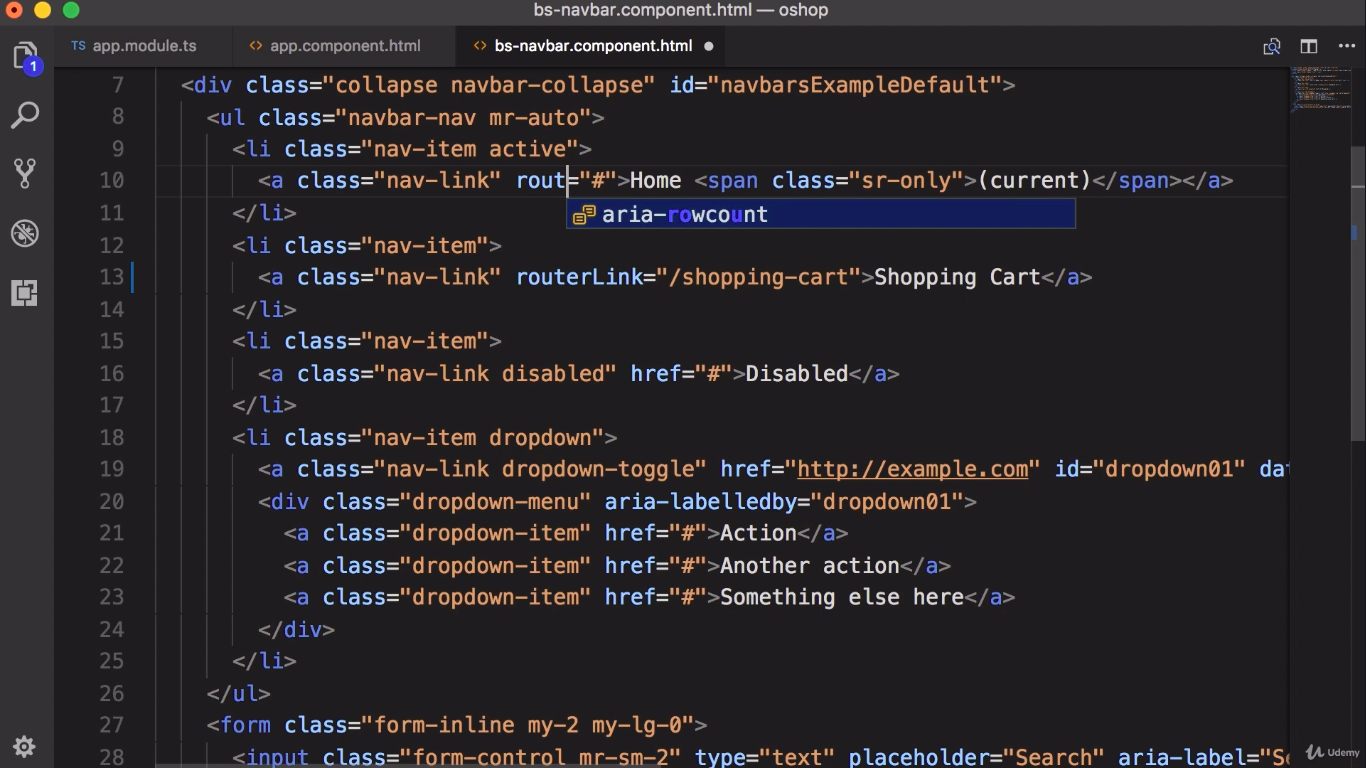 bs-navbar.component.html — oshop
TS app.module.ts <> app.component.html <> bs-navbar.component.html
1
7 <div class="collapse navbar-collapse" id="navbarsExampleDefault">
8 <ul class="navbar-nav mr-auto">
9 <li class="nav-item active">
10 <a class="nav-link" rout="#">Home <span class="sr-only">(current)</span></a>
aria-rowcount
11 </li>
12 <li class="nav-item">
13 <a class="nav-link" routerLink="/shopping-cart">Shopping Cart</a>
14 </li>
15 <li class="nav-item">
16 <a class="nav-link disabled" href="#">Disabled</a>
17 </li>
18 <li class="nav-item dropdown">
19 <a class="nav-link dropdown-toggle" href="http://example.com" id="dropdown01" dat
20 <div class="dropdown-menu" aria-labelledby="dropdown01">
21 <a class="dropdown-item" href="#">Action</a>
22 <a class="dropdown-item" href="#">Another action</a>
23 <a class="dropdown-item" href="#">Something else here</a>
24 </div>
25 </li>
26 </ul>
27 <form class="form-inline my-2 my-lg-0">
28 <input class="form-control mr-sm-2" type="text" placeholder="Search" aria-label="Se
Udemy